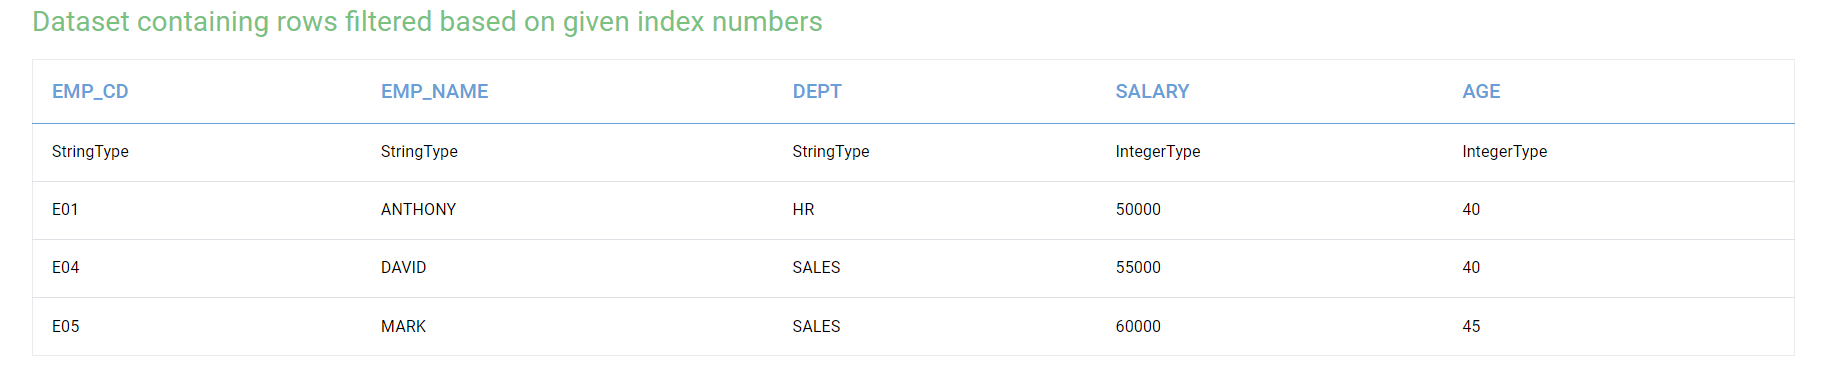 Dataset containing rows filtered based on given index numbers
EMP_CD EMP_NAME DEPT SALARY AGE
StringType StringType StringType IntegerType IntegerType
E01 ANTHONY HR 50000 40
E04 DAVID SALES 55000 40
E05 MARK SALES 60000 45